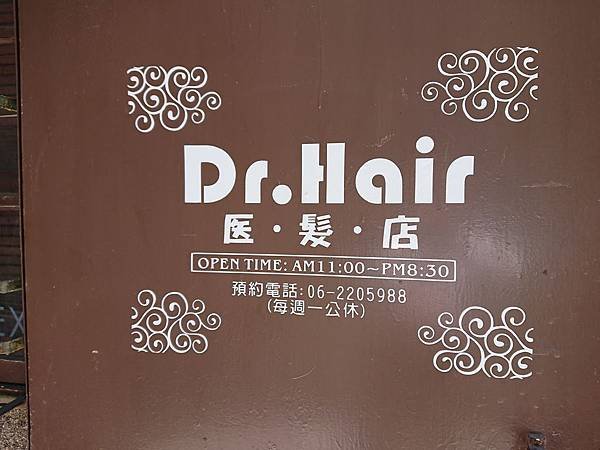 Dr.Hair
医・髮・店
OPEN TIME: AM11:00~PM8:30
預約電話:06-2205988
(每週一公休)